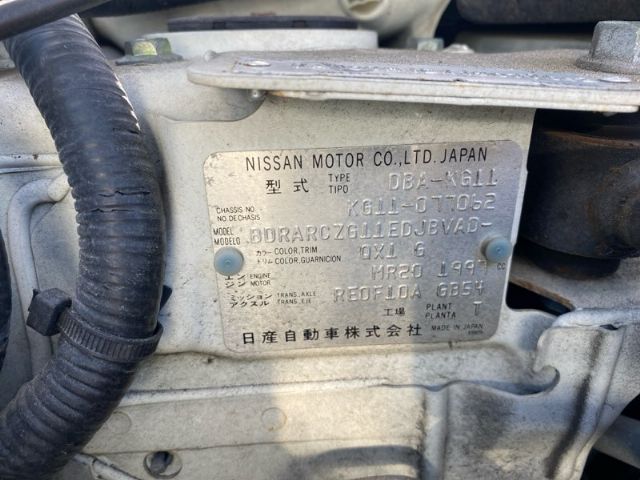 NISSAN MOTOR CO.,LTD. JAPAN
型式 TYPE TIPO DBA-KG11
CHASSIS NO. NO.DE CHASIS KG11-077062
MODEL MODELO BDRARCZG11EDJBVAD-
カラー COLOR,TRIM トリム COLOR,GUARNICION QX1 G
エンジン ENGINE MOTOR MR20 1997 CC
ミッション TRANS. AXLE アクスル TRANS. EJE RE0F10A GB54
工場 PLANT PLANTA T
日産自動車株式会社 MADE IN JAPAN